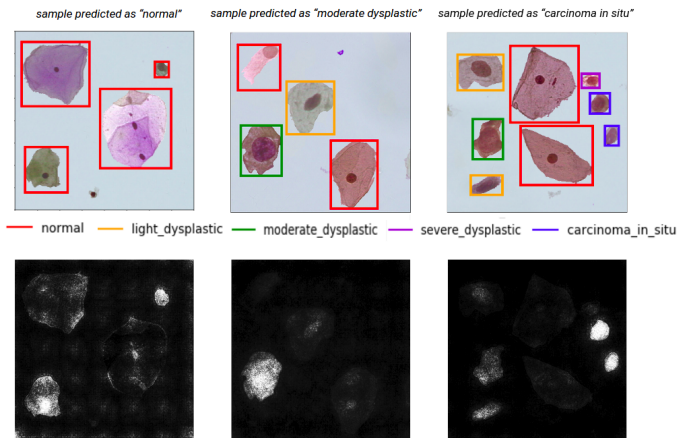 sample predicted as "normal"
sample predicted as "moderate dysplastic"
sample predicted as "carcinoma in situ"
normal
light_dysplastic
moderate_dysplastic
severe_dysplastic
carcinoma_in_situ